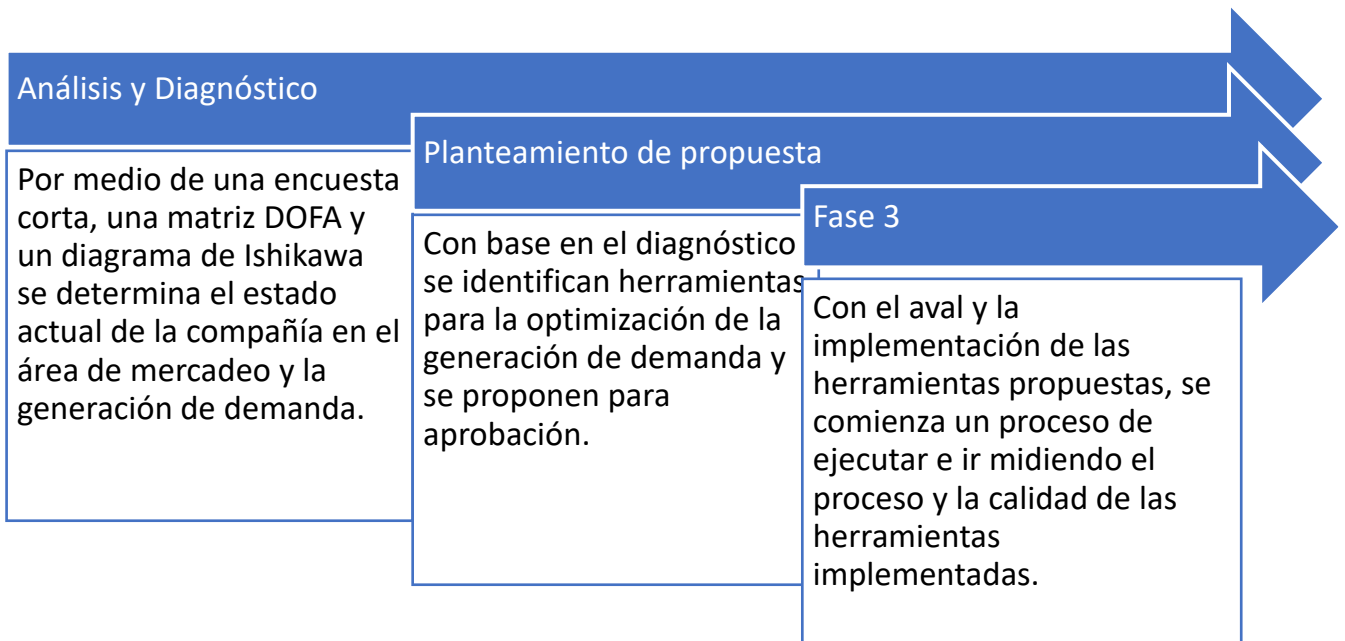 Análisis y Diagnóstico
Por medio de una encuesta
corta, una matriz DOFA y
un diagrama de Ishikawa
se determina el estado
actual de la compañía en el
área de mercadeo y la
generación de demanda.
Planteamiento de propuesta
Con base en el diagnóstico
se identifican herramientas
para la optimización de la
generación de demanda y
se proponen para
aprobación.
Fase 3
Con el aval y la
implementación de las
herramientas propuestas, se
comienza un proceso de
ejecutar e ir midiendo el
proceso y la calidad de las
herramientas
implementadas.